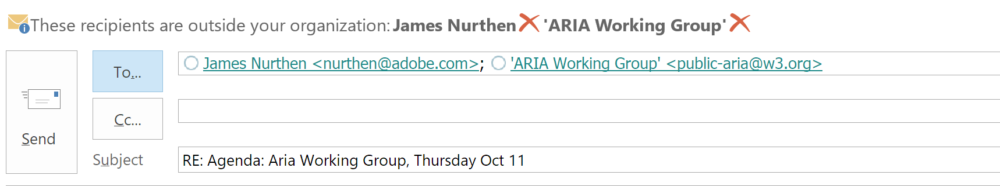 These recipients are outside your organization: James Nurthen 'ARIA Working Group'
To... James Nurthen <nurthen@adobe.com>; 'ARIA Working Group' <public-aria@w3.org>
Cc...
Send
Subject RE: Agenda: Aria Working Group, Thursday Oct 11